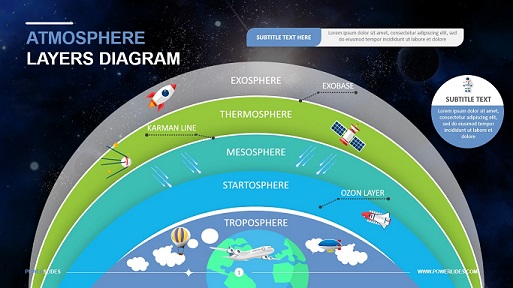 ATMOSPHERE
LAYERS DIAGRAM
SUBTITLE TEXT HERE
Lorem ipsum dolor sit amet, consectetur adipiscing elit, sed
do eiusmod tempor incididunt ut labore et dolore
EXOSPHERE
EXOBASE
THERMOSPHERE
KARMAN LINE
MESOSPHERE
STARTOSPHERE
OZON LAYER
TROPOSPHERE
SUBTITLE TEXT
Lorem ipsum dolor sit
amet, consectetur
adipiscing elit, sed do
eiusmod tempor
incididunt ut labore et
dolore
POWERSLIDES
WWW.POWERSLIDES.COM